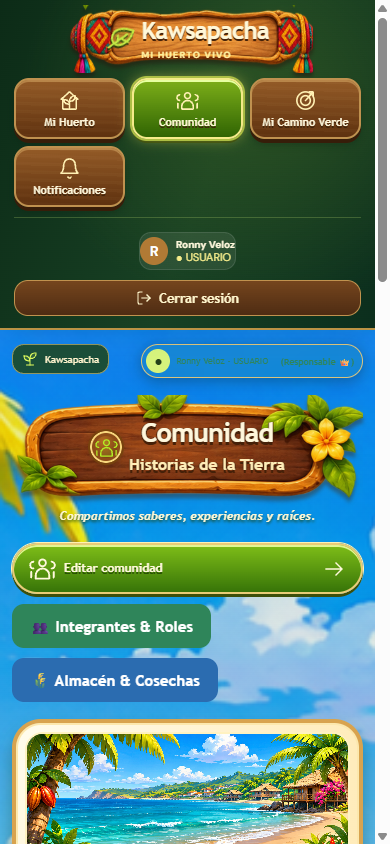 Kawsapacha
MI HUERTO VIVO
Mi Huerto
Comunidad
Mi Camino Verde
Notificaciones
R
Ronny Veloz
● USUARIO
Cerrar sesión
Kawsapacha
Comunidad
Historias de la Tierra
Compartimos saberes, experiencias y raíces.
Editar comunidad
Integrantes & Roles
Almacén & Cosechas